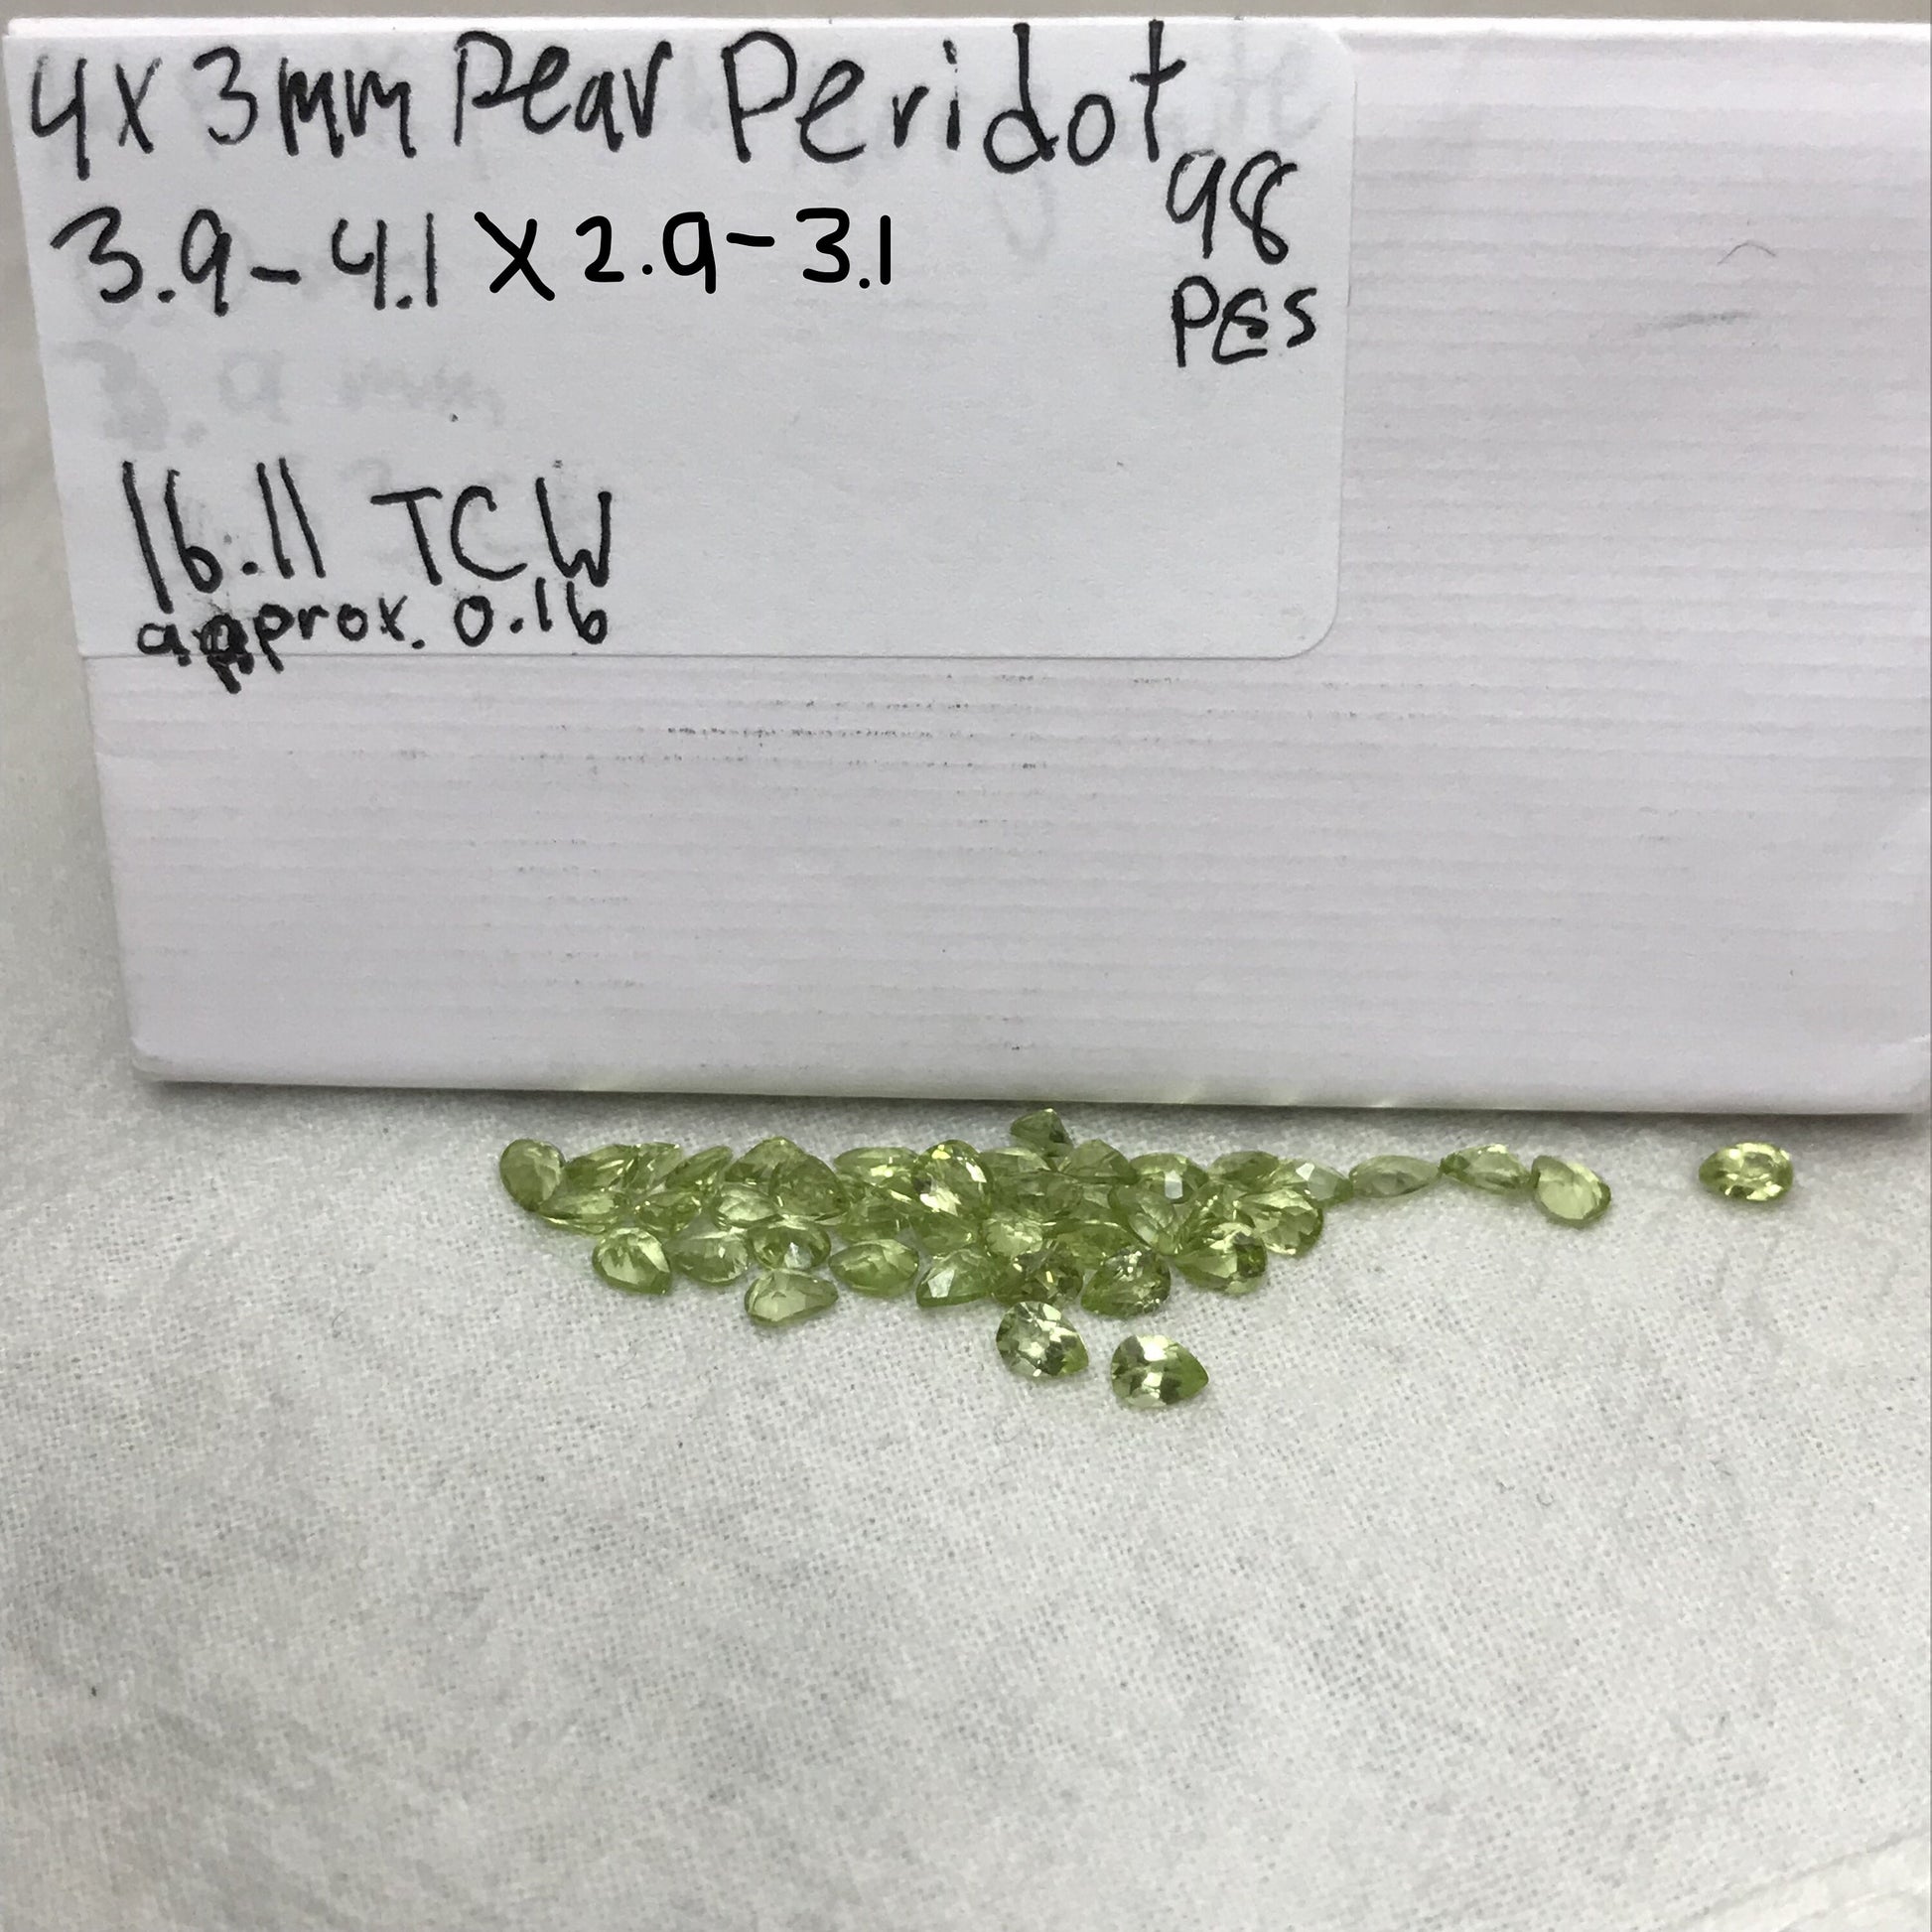 4x3mm Pear Peridot
98
PCS
3.9-4.1 X 2.9-3.1
16.11 TCW
approx. 0.16